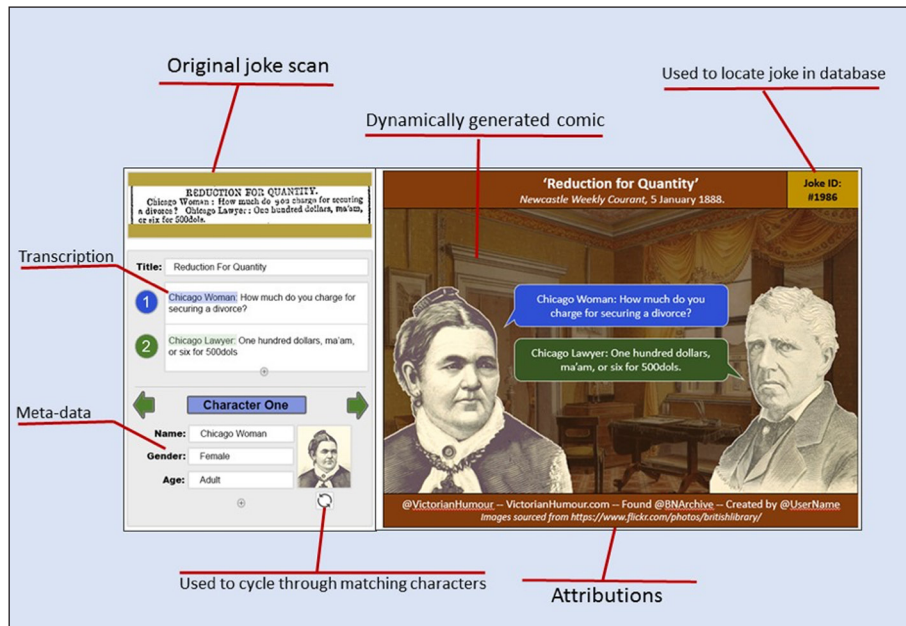 Original joke scan
Used to locate joke in database
Dynamically generated comic
REDUCTION FOR QUANTITY.
Chicago Woman : How much do you charge for securing
a divorce ? Chicago Lawyer : One hundred dollars, ma'am,
or six for 500dols.
Transcription
Title: Reduction For Quantity
1 Chicago Woman: How much do you charge for
securing a divorce?
2 Chicago Lawyer: One hundred dollars, ma'am,
or six for 500dols
Character One
Meta-data
Name: Chicago Woman
Gender: Female
Age: Adult
Used to cycle through matching characters
'Reduction for Quantity'
Newcastle Weekly Courant, 5 January 1888.
Joke ID:
#1986
Chicago Woman: How much do you
charge for securing a divorce?
Chicago Lawyer: One hundred dollars,
ma'am, or six for 500dols.
@VictorianHumour -- VictorianHumour.com -- Found @BNArchive -- Created by @UserName
Images sourced from https://www.flickr.com/photos/britishlibrary/
Attributions